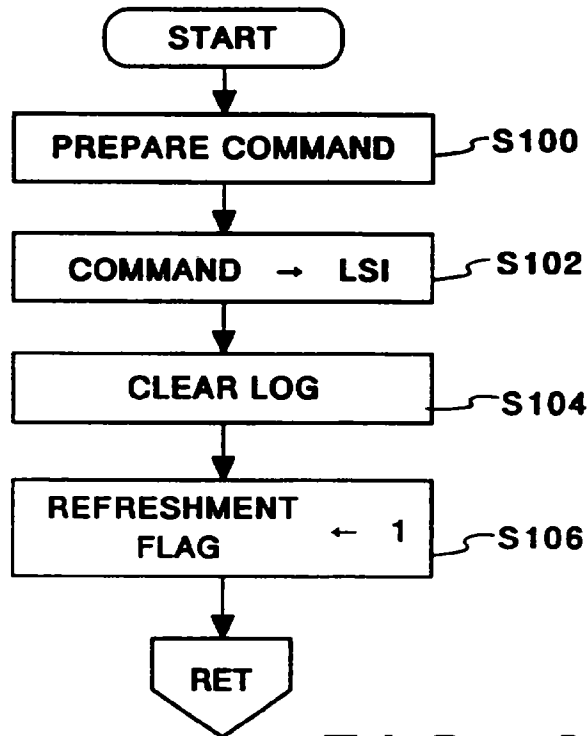 START
PREPARE COMMAND
S100
COMMAND → LSI
S102
CLEAR LOG
S104
REFRESHMENT
FLAG ← 1
S106
RET